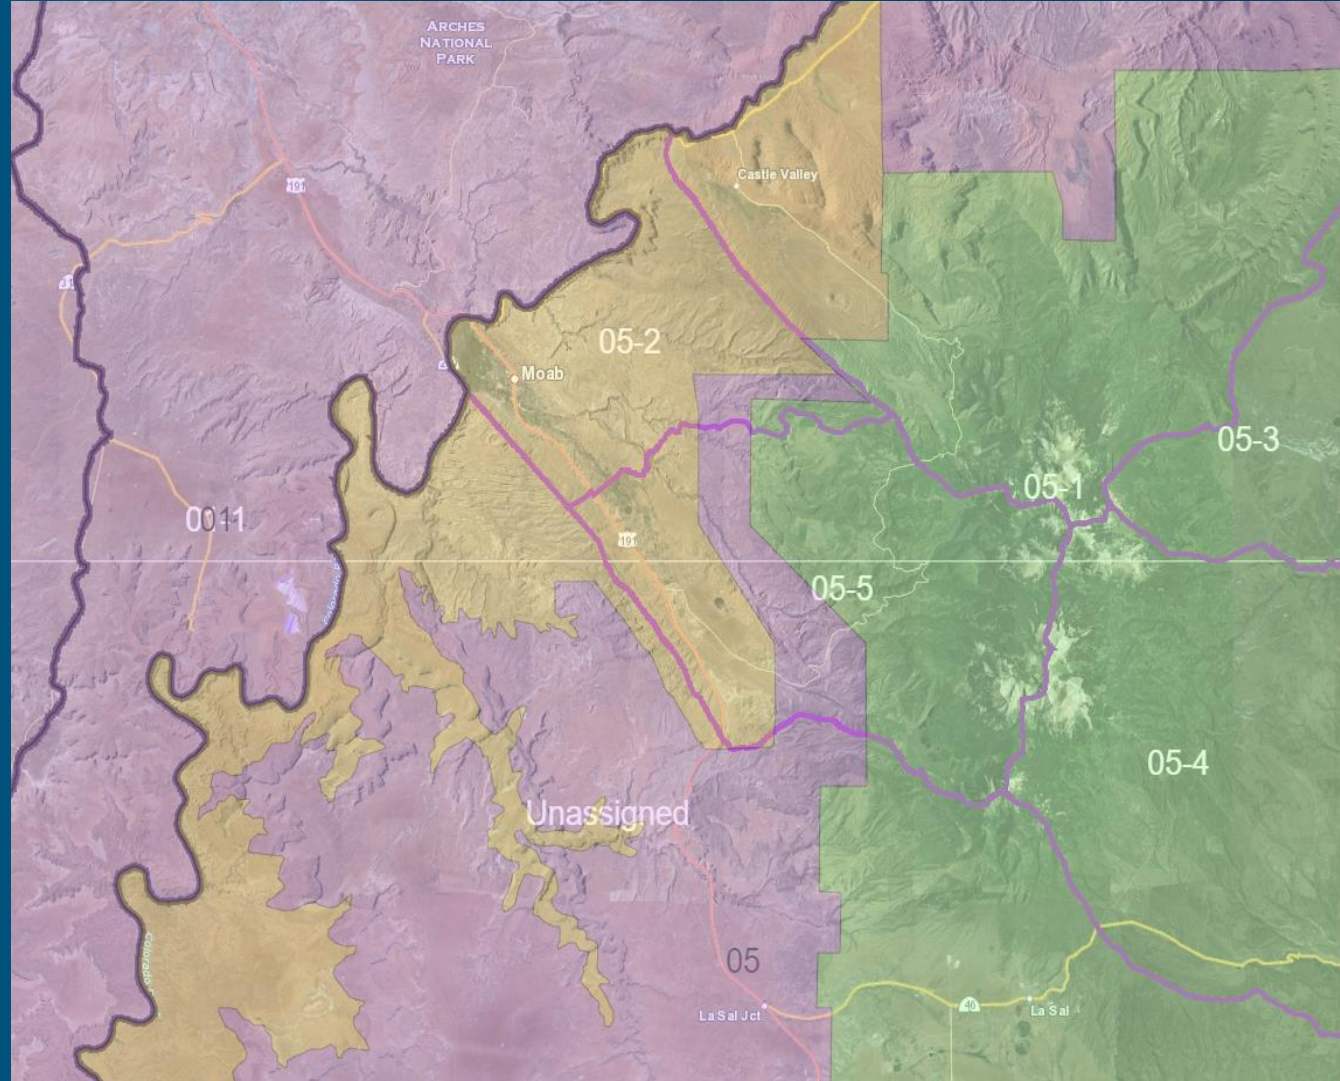 ARCHES
NATIONAL
PARK
191
Castle Valley
05-2
Moab
05-3
05-1
191
05-5
05-4
Unassigned
05
Colorado
46
La Sal Jct
La Sal